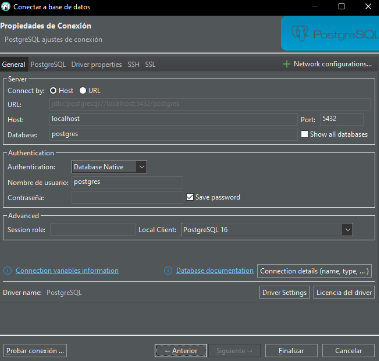 Conectar a base de datos
Propiedades de Conexión
PostgreSQL ajustes de conexión
PostgreSQL
General PostgreSQL Driver properties SSH SSL Network configurations...
Server
Connect by: Host URL
URL: jdbc:postgresql://localhost:5432/postgres
Host: localhost Port: 5432
Database: postgres Show all databases
Authentication
Authentication: Database Native
Nombre de usuario: postgres
Contraseña: Save password
Advanced
Session role: Local Client: PostgreSQL 16
Connection variables information Database documentation Connection details (name, type, ... )
Driver name: PostgreSQL Driver Settings Licencia del driver
Probar conexión ... ← Anterior Siguiente → Finalizar Cancelar